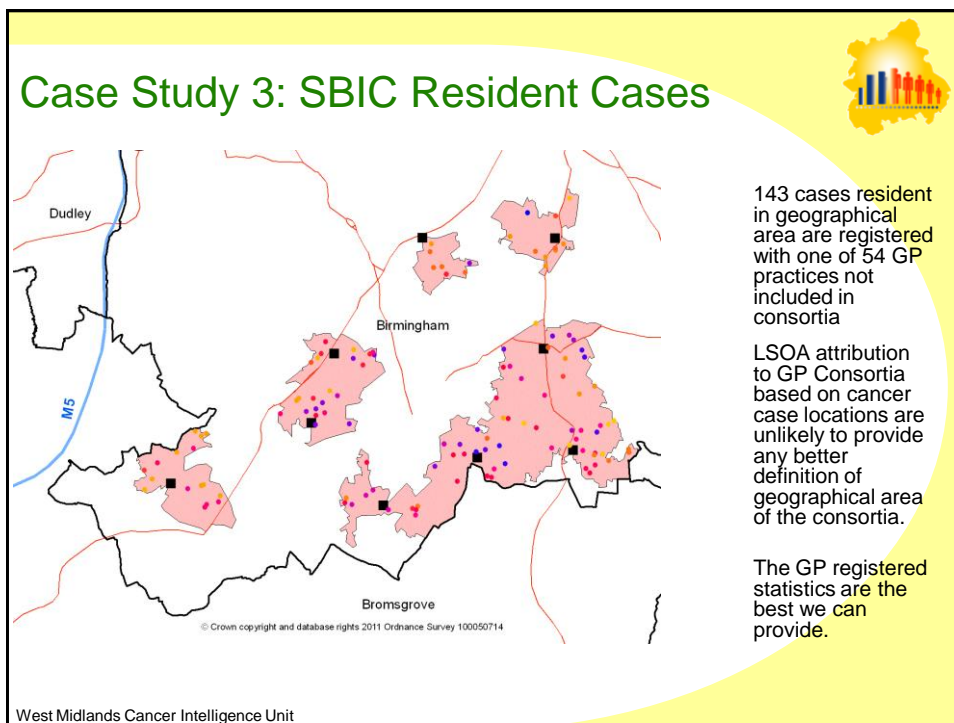 Case Study 3: SBIC Resident Cases
Dudley
Birmingham
M5
Bromsgrove
© Crown copyright and database rights 2011 Ordnance Survey 100050714
143 cases resident
in geographical
area are registered
with one of 54 GP
practices not
included in
consortia
LSOA attribution
to GP Consortia
based on cancer
case locations are
unlikely to provide
any better
definition of
geographical area
of the consortia.
The GP registered
statistics are the
best we can
provide.
West Midlands Cancer Intelligence Unit